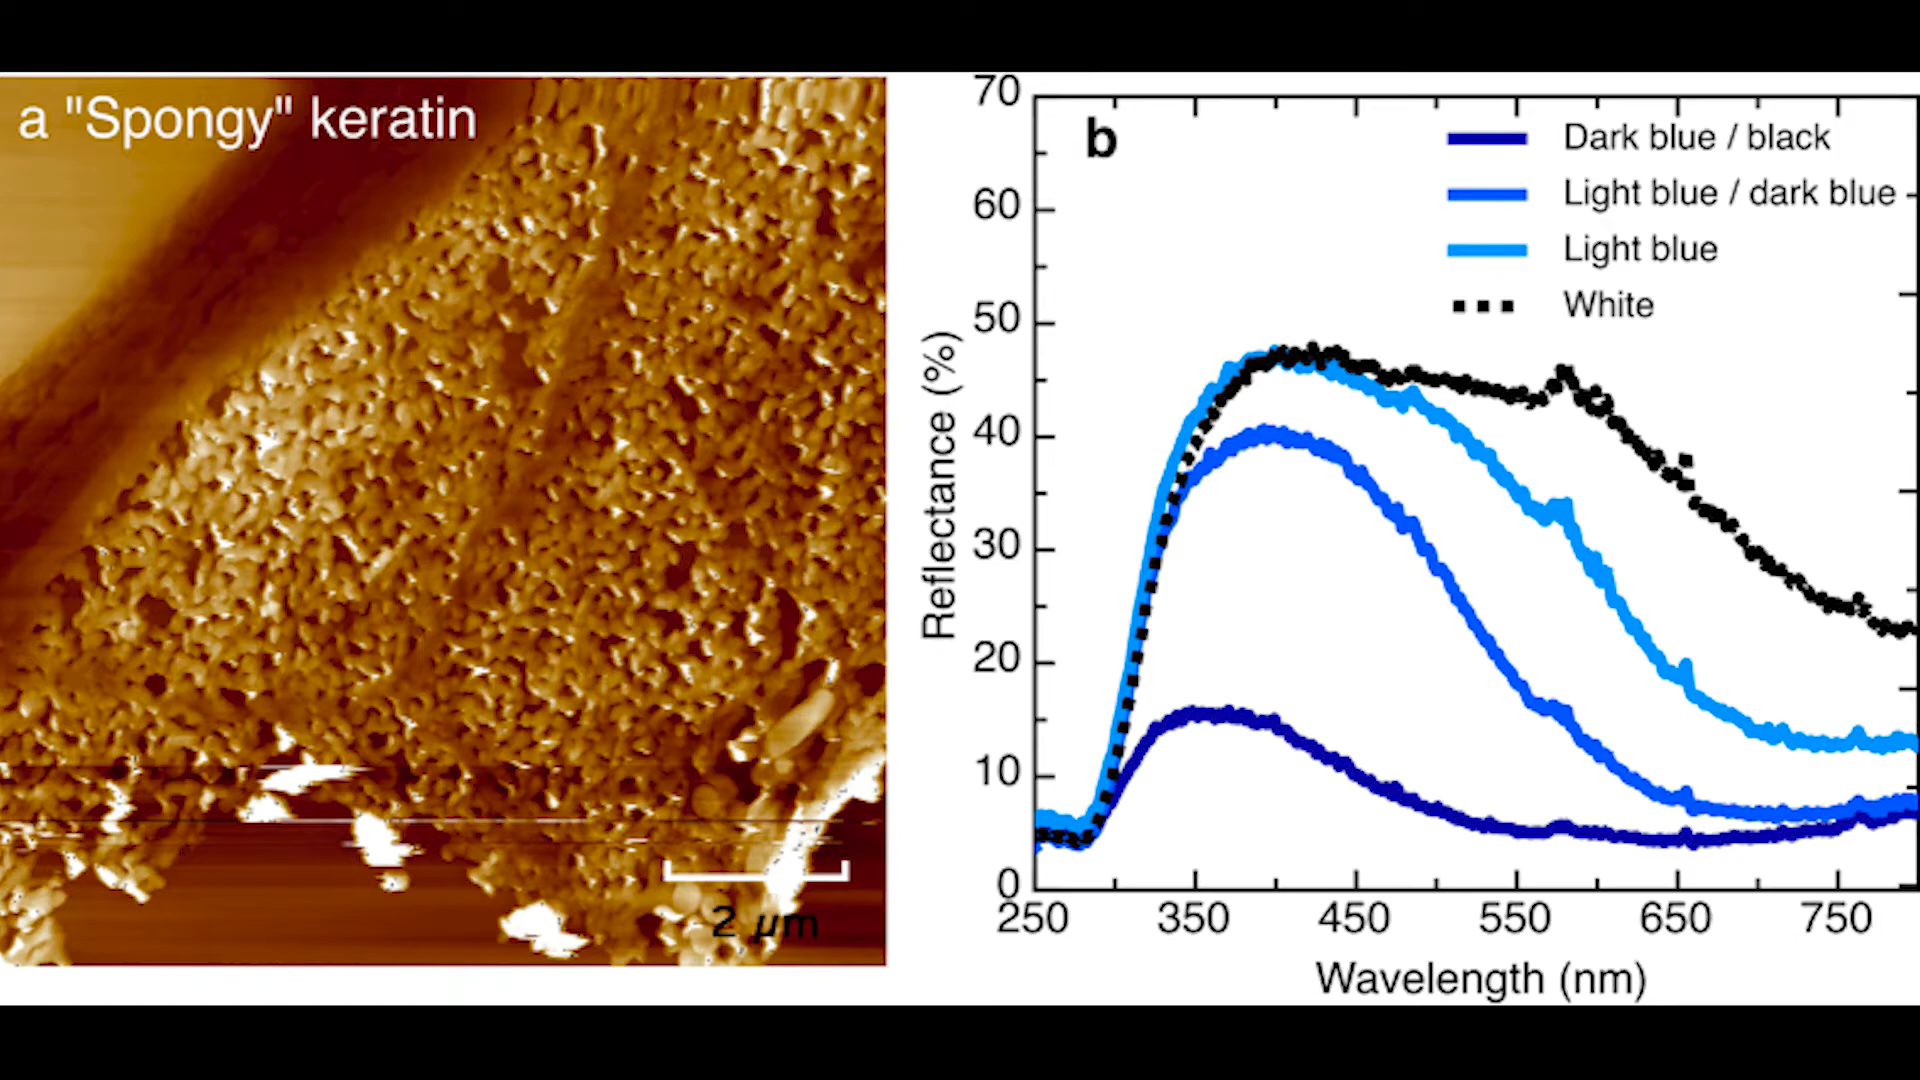 a "Spongy" keratin
2 µm
b
Dark blue / black
Light blue / dark blue
Light blue
White
Reflectance (%)
70
60
50
40
30
20
10
0
250 350 450 550 650 750
Wavelength (nm)